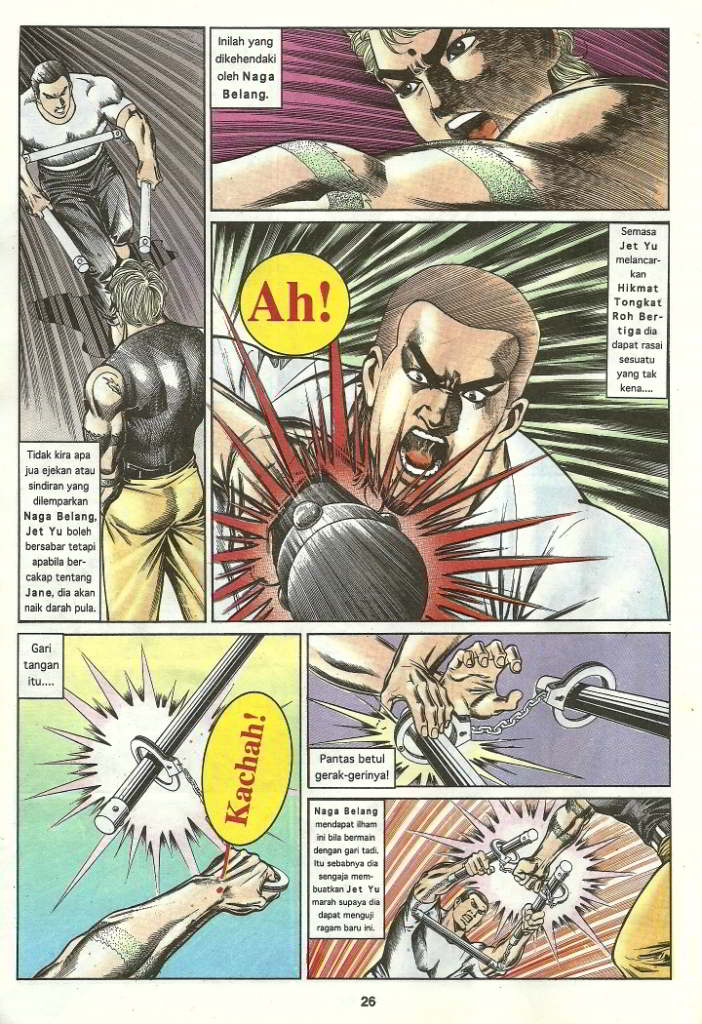 Tidak kira apa
jua ejekan atau
sindiran yang
dilemparkan
Naga Belang,
Jet Yu boleh
bersabar tetapi
apabila ber-
cakap tentang
Jane, dia akan
naik darah pula.
Inilah yang
dikehendaki
oleh Naga
Belang.
Ah!
Semasa
Jet Yu
melancar-
kan
Hikmat
Tongkat
Roh Ber-
tiga dia
dapat rasai
sesuatu
yang tak
kena....
Gari
tangan
itu....
Kachah!
Pantas betul
gerak-gerinya!
Naga Belang
mendapat ilham
ini bila bermain
dengan gari tadi.
Itu sebabnya dia
sengaja mem-
buatkan Jet Yu
marah supaya dia
dapat menguji
ragam baru ini.
26